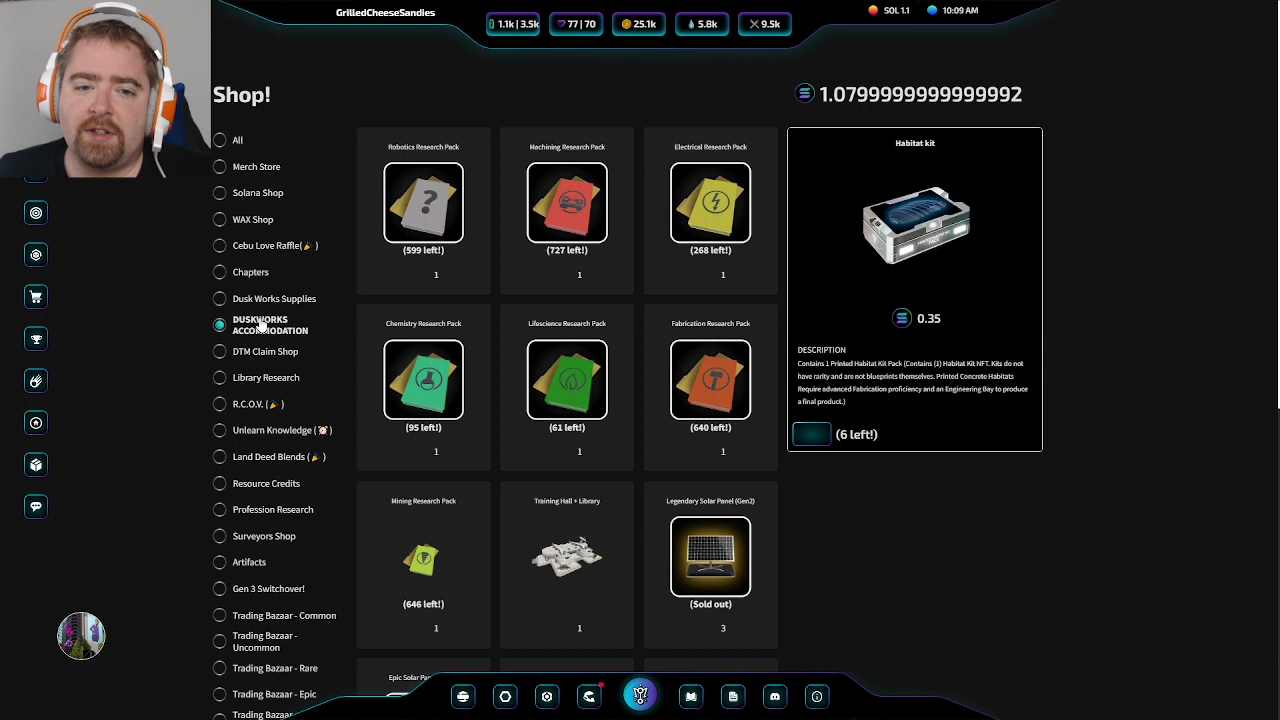 GrilledCheeseSandies
1.1k | 3.5k
77 | 70
25.1k
5.8k
9.5k
SOL 1.1
10:09 AM
Shop!
1.0799999999999992
All
Merch Store
Solana Shop
WAX Shop
Cebu Love Raffle(🎉)
Chapters
Dusk Works Supplies
DUSKWORKS
ACCOMMODATION
DTM Claim Shop
Library Research
R.C.O.V. (🎉)
Unlearn Knowledge (⏰)
Land Deed Blends (🎉)
Resource Credits
Profession Research
Surveyors Shop
Artifacts
Gen 3 Switchover!
Trading Bazaar - Common
Trading Bazaar -
Uncommon
Trading Bazaar - Rare
Trading Bazaar - Epic
Trading Bazaar -
Robotics Research Pack
?
(599 left!)
1
Machining Research Pack
(727 left!)
1
Electrical Research Pack
(268 left!)
1
Chemistry Research Pack
(95 left!)
1
Lifescience Research Pack
(61 left!)
1
Fabrication Research Pack
(640 left!)
1
Mining Research Pack
(646 left!)
1
Training Hall + Library
1
Legendary Solar Panel (Gen2)
(Sold out)
3
Epic Solar Pa
Habitat kit
0.35
DESCRIPTION
Contains 1 Printed Habitat Kit Pack (Contains (1) Habitat Kit NFT. Kits do not
have rarity and are not blueprints themselves. Printed Concrete Habitats
Require advanced Fabrication proficiency and an Engineering Bay to produce
a final product.)
(6 left!)